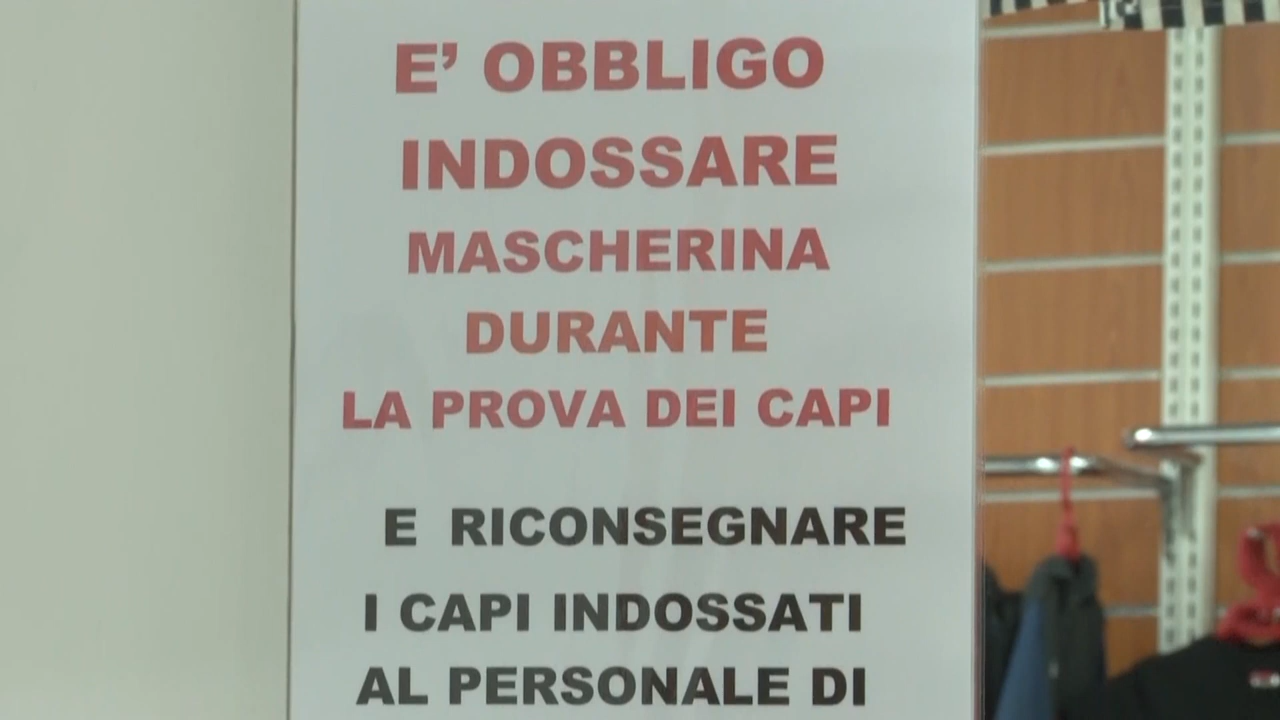 E' OBBLIGO
INDOSSARE
MASCHERINA
DURANTE
LA PROVA DEI CAPI
E RICONSEGNARE
I CAPI INDOSSATI
AL PERSONALE DI